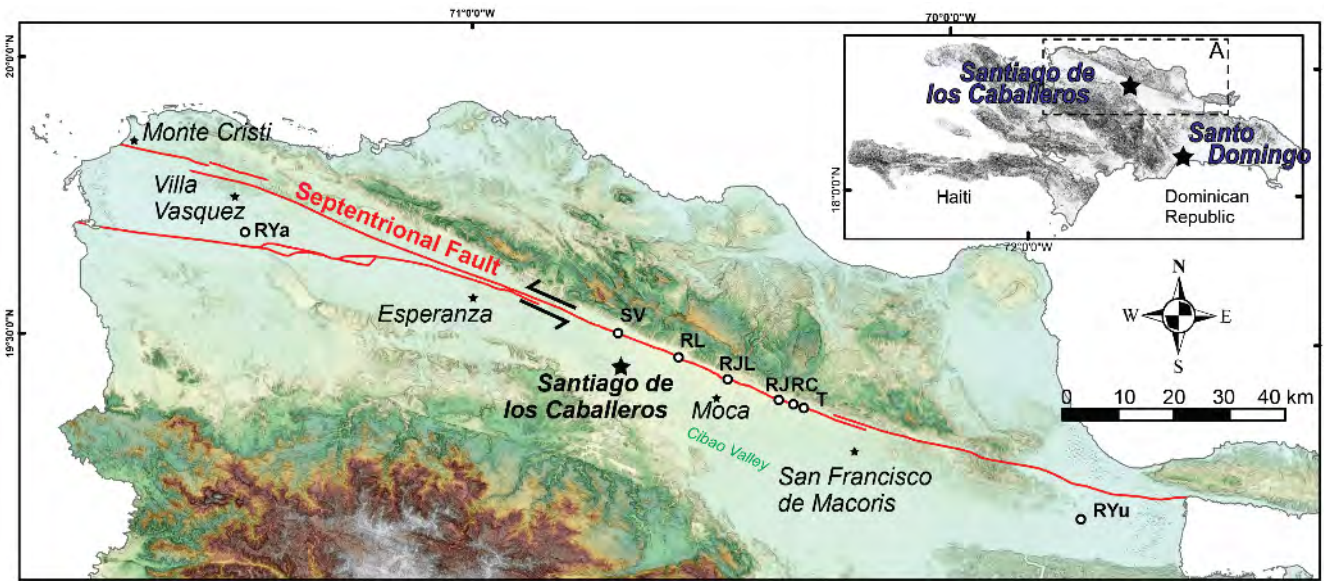 71°0'0"W
70°0'0"W
20°0'0"N
19°30'0"N
A
Santiago de
los Caballeros
Santo
Domingo
Haiti
Dominican
Republic
18°0'0"N
72°0'0"W
Monte Cristi
Villa
Vasquez
RYa
Septentrional Fault
Esperanza
SV
RL
RJL
RJRC
T
Santiago de
los Caballeros
Moca
Cibao Valley
San Francisco
de Macoris
RYu
N
W
E
S
0 10 20 30 40 km